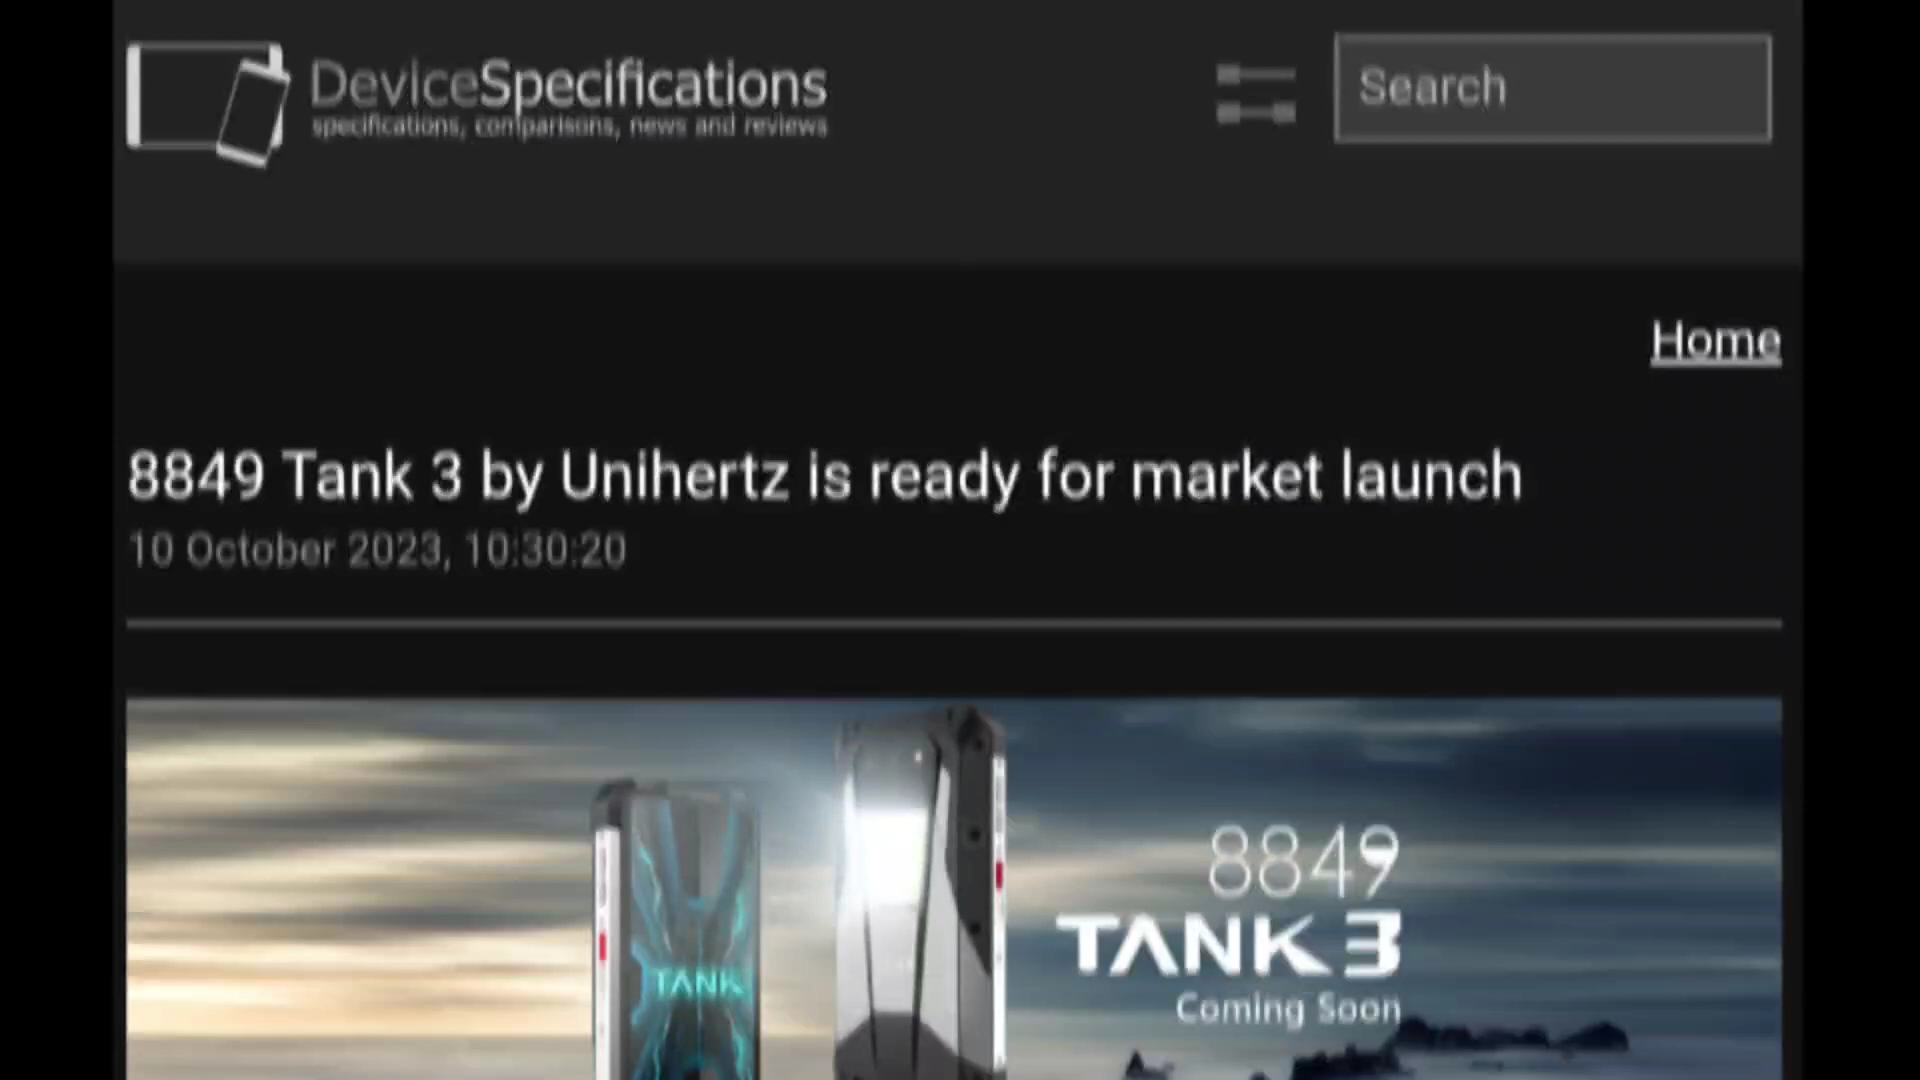 DeviceSpecifications
specifications, comparisons, news and reviews
Search
Home
8849 Tank 3 by Unihertz is ready for market launch
10 October 2023, 10:30:20
TANK
8849
TANK 3
Coming Soon